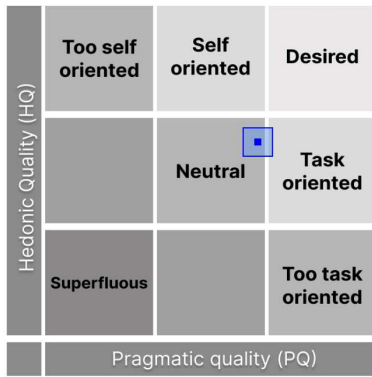 Too self
oriented
Self
oriented
Desired
Hedonic Quality (HQ)
Neutral
Task
oriented
Superfluous
Too task
oriented
Pragmatic quality (PQ)